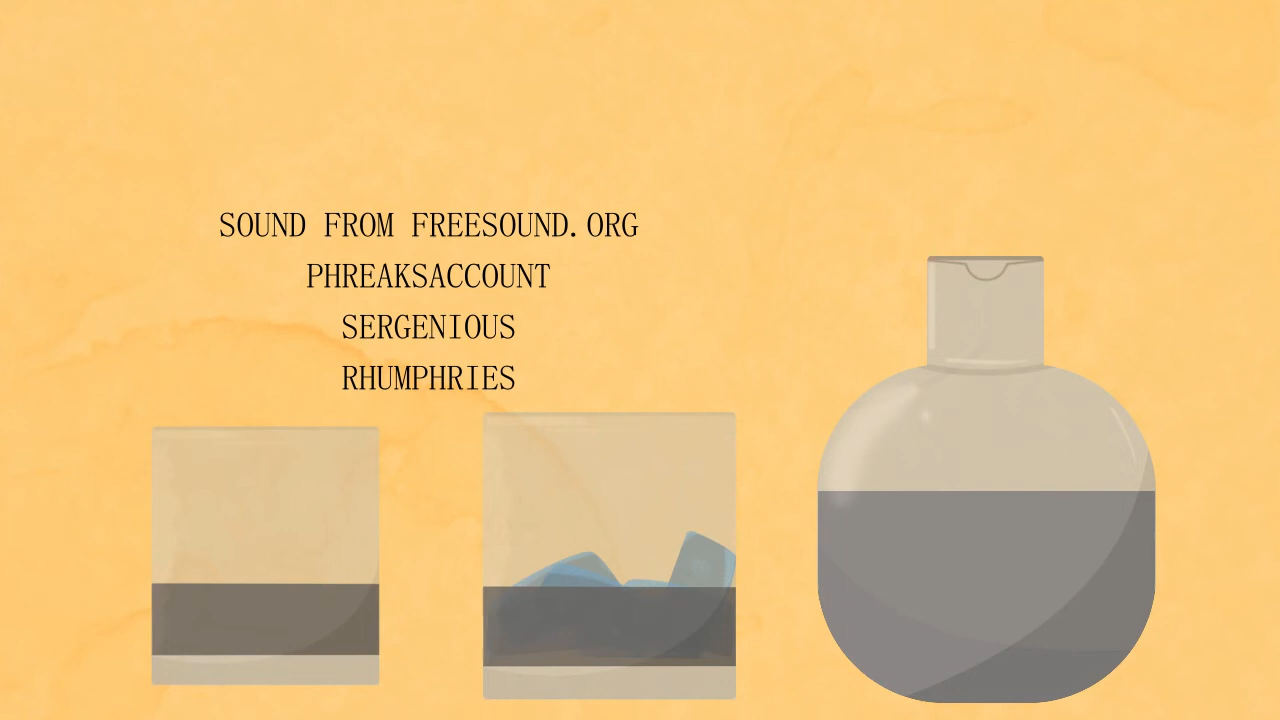 SOUND FROM FREESOUND.ORG
PHREAKSACCOUNT
SERGENIOUS
RHUMPHRIES